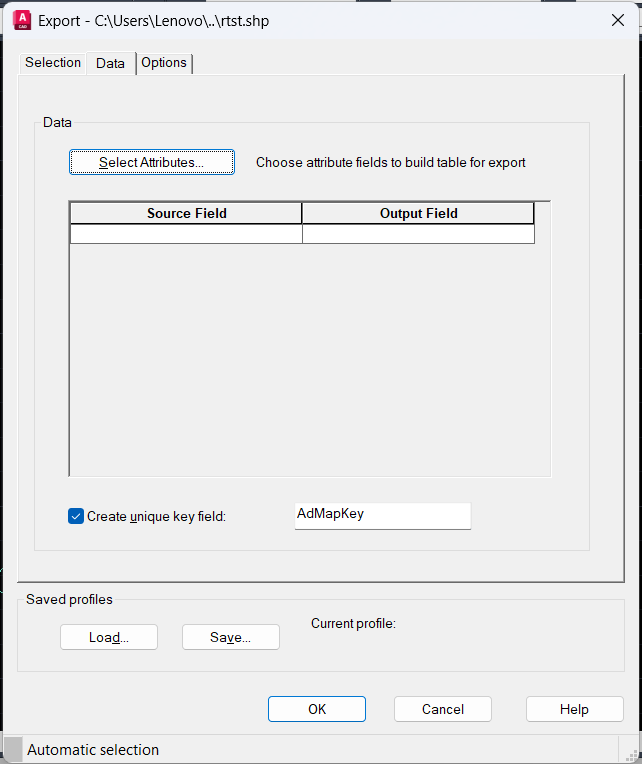 A
CAD
Export - C:\Users\Lenovo\..\rtst.shp
Selection Data Options
Data
Select Attributes... Choose attribute fields to build table for export
Source Field Output Field
Create unique key field: AdMapKey
Saved profiles
Load... Save... Current profile:
OK Cancel Help
Automatic selection